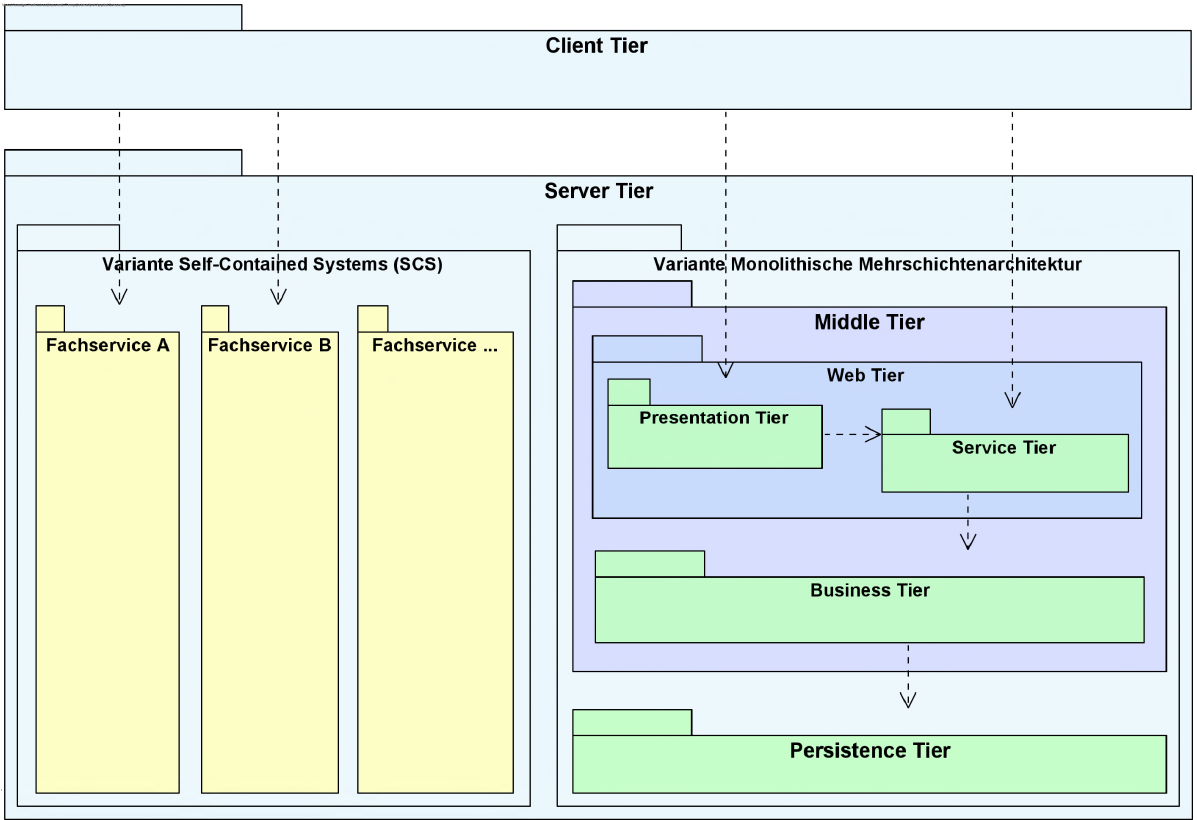 Client Tier
Server Tier
Variante Self-Contained Systems (SCS)
Fachservice A
Fachservice B
Fachservice ...
Variante Monolithische Mehrschichtenarchitektur
Middle Tier
Web Tier
Presentation Tier
Service Tier
Business Tier
Persistence Tier